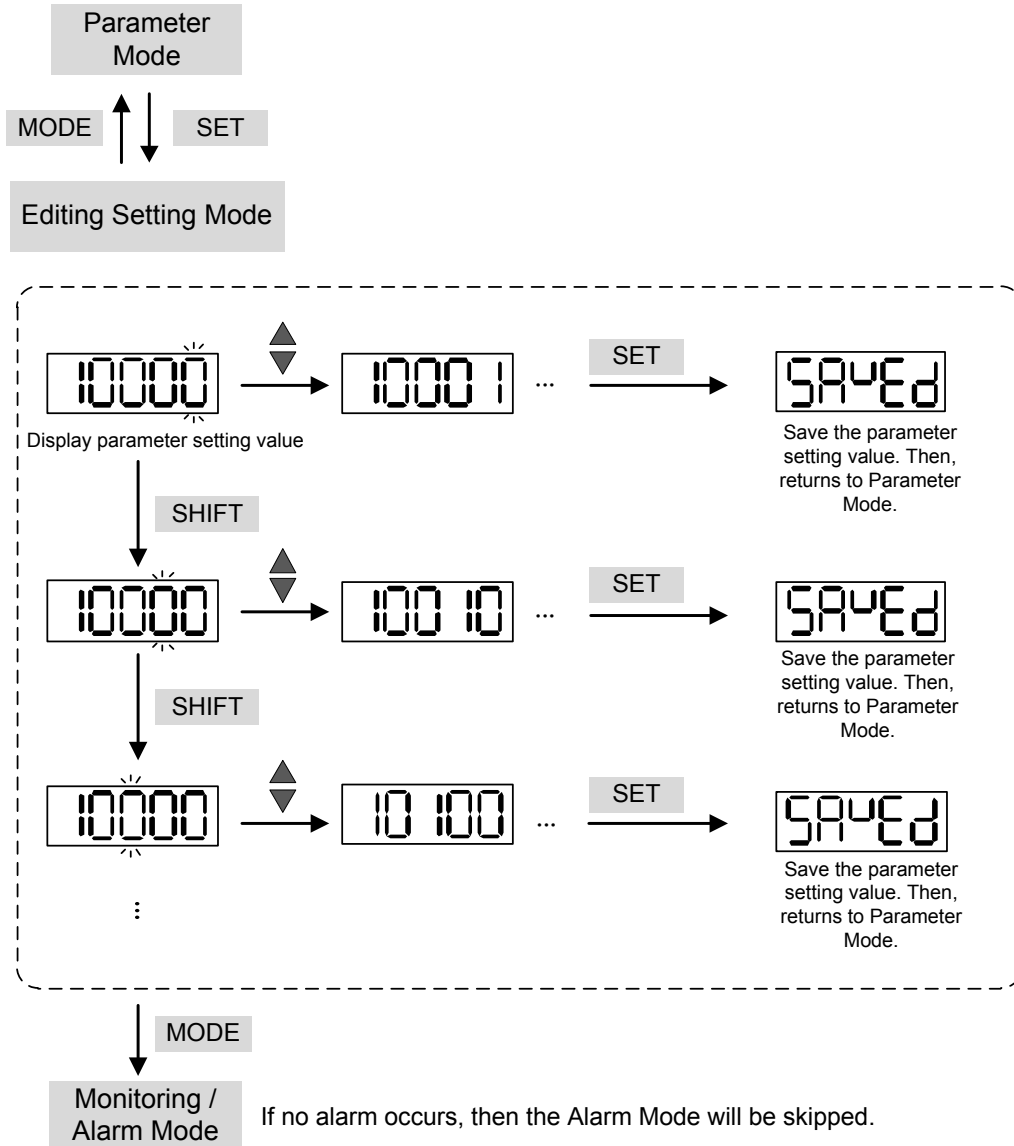 Parameter
Mode
MODE
SET
Editing Setting Mode
10000
10001
...
SET
SAVEd
Display parameter setting value
Save the parameter
setting value. Then,
returns to Parameter
Mode.
SHIFT
10000
10010
...
SET
SAVEd
Save the parameter
setting value. Then,
returns to Parameter
Mode.
SHIFT
10000
10100
...
SET
SAVEd
Save the parameter
setting value. Then,
returns to Parameter
Mode.
...
MODE
Monitoring /
Alarm Mode
If no alarm occurs, then the Alarm Mode will be skipped.